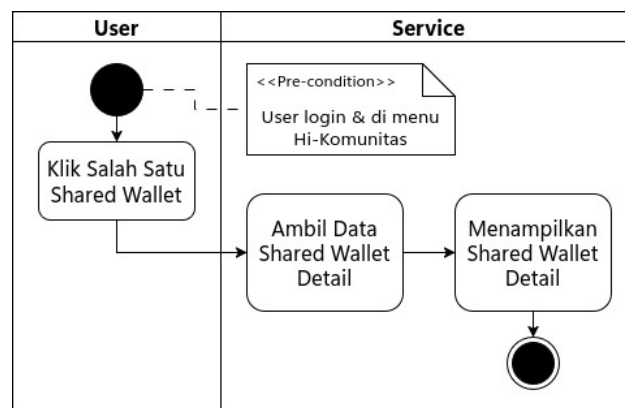 User
Service
<<Pre-condition>>
User login & di menu
Hi-Komunitas
Klik Salah Satu
Shared Wallet
Ambil Data
Shared Wallet
Detail
Menampilkan
Shared Wallet
Detail